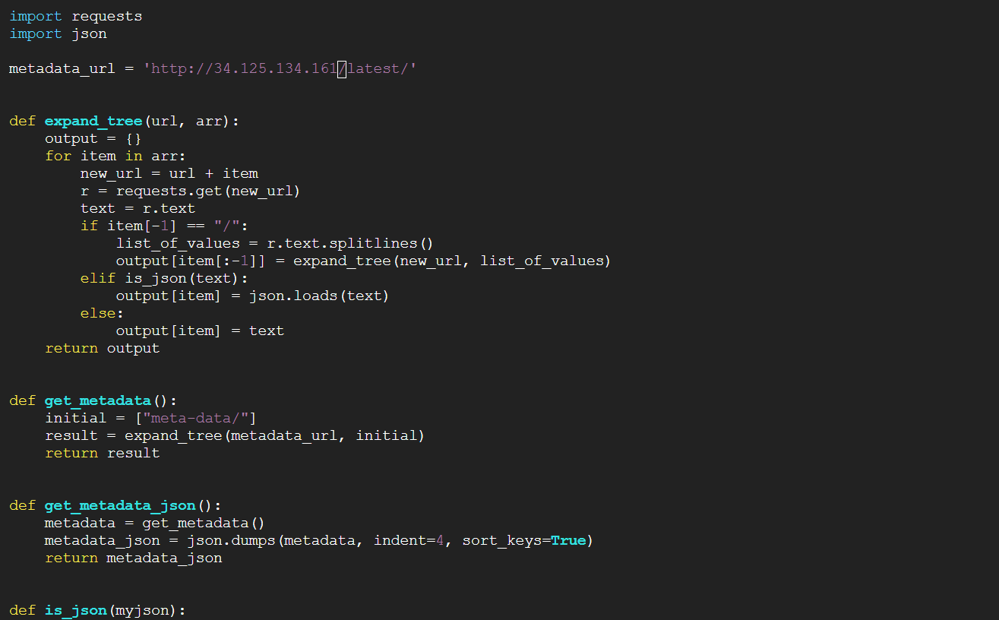 import requests
import json
metadata_url = 'http://34.125.134.161/latest/'
def expand_tree(url, arr):
    output = {}
    for item in arr:
        new_url = url + item
        r = requests.get(new_url)
        text = r.text
        if item[-1] == "/":
            list_of_values = r.text.splitlines()
            output[item[:-1]] = expand_tree(new_url, list_of_values)
        elif is_json(text):
            output[item] = json.loads(text)
        else:
            output[item] = text
    return output
def get_metadata():
    initial = ["meta-data/"]
    result = expand_tree(metadata_url, initial)
    return result
def get_metadata_json():
    metadata = get_metadata()
    metadata_json = json.dumps(metadata, indent=4, sort_keys=True)
    return metadata_json
def is_json(myjson):